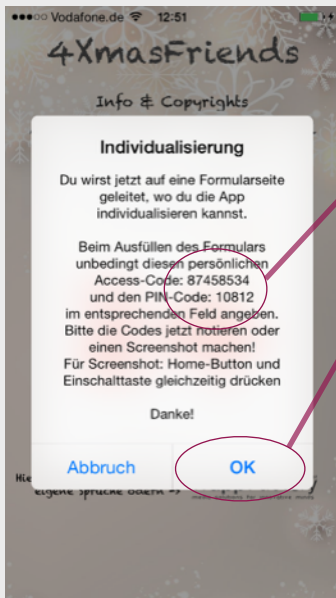 Vodafone.de 12:51
4XmasFriends
Info & Copyrights
Individualisierung
Du wirst jetzt auf eine Formularseite
geleitet, wo du die App
individualisieren kannst.
Beim Ausfüllen des Formulars
unbedingt diesen persönlichen
Access-Code: 87458534
und den PIN-Code: 10812
im entsprechenden Feld angeben.
Bitte die Codes jetzt notieren oder
einen Screenshot machen!
Für Screenshot: Home-Button und
Einschalttaste gleichzeitig drücken
Danke!
Abbruch OK
eigene Sprüche ödern =>